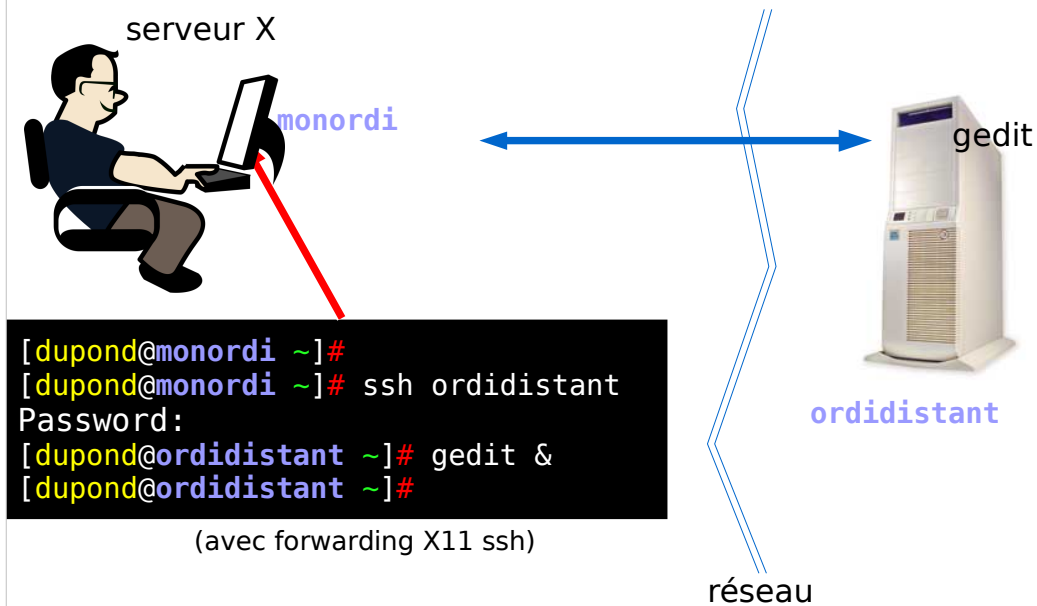 serveur X
monordi
gedit
[dupond@monordi ~]#
[dupond@monordi ~]# ssh ordidistant
Password:
[dupond@ordidistant ~]# gedit &
[dupond@ordidistant ~]#
ordidistant
(avec forwarding X11 ssh)
réseau